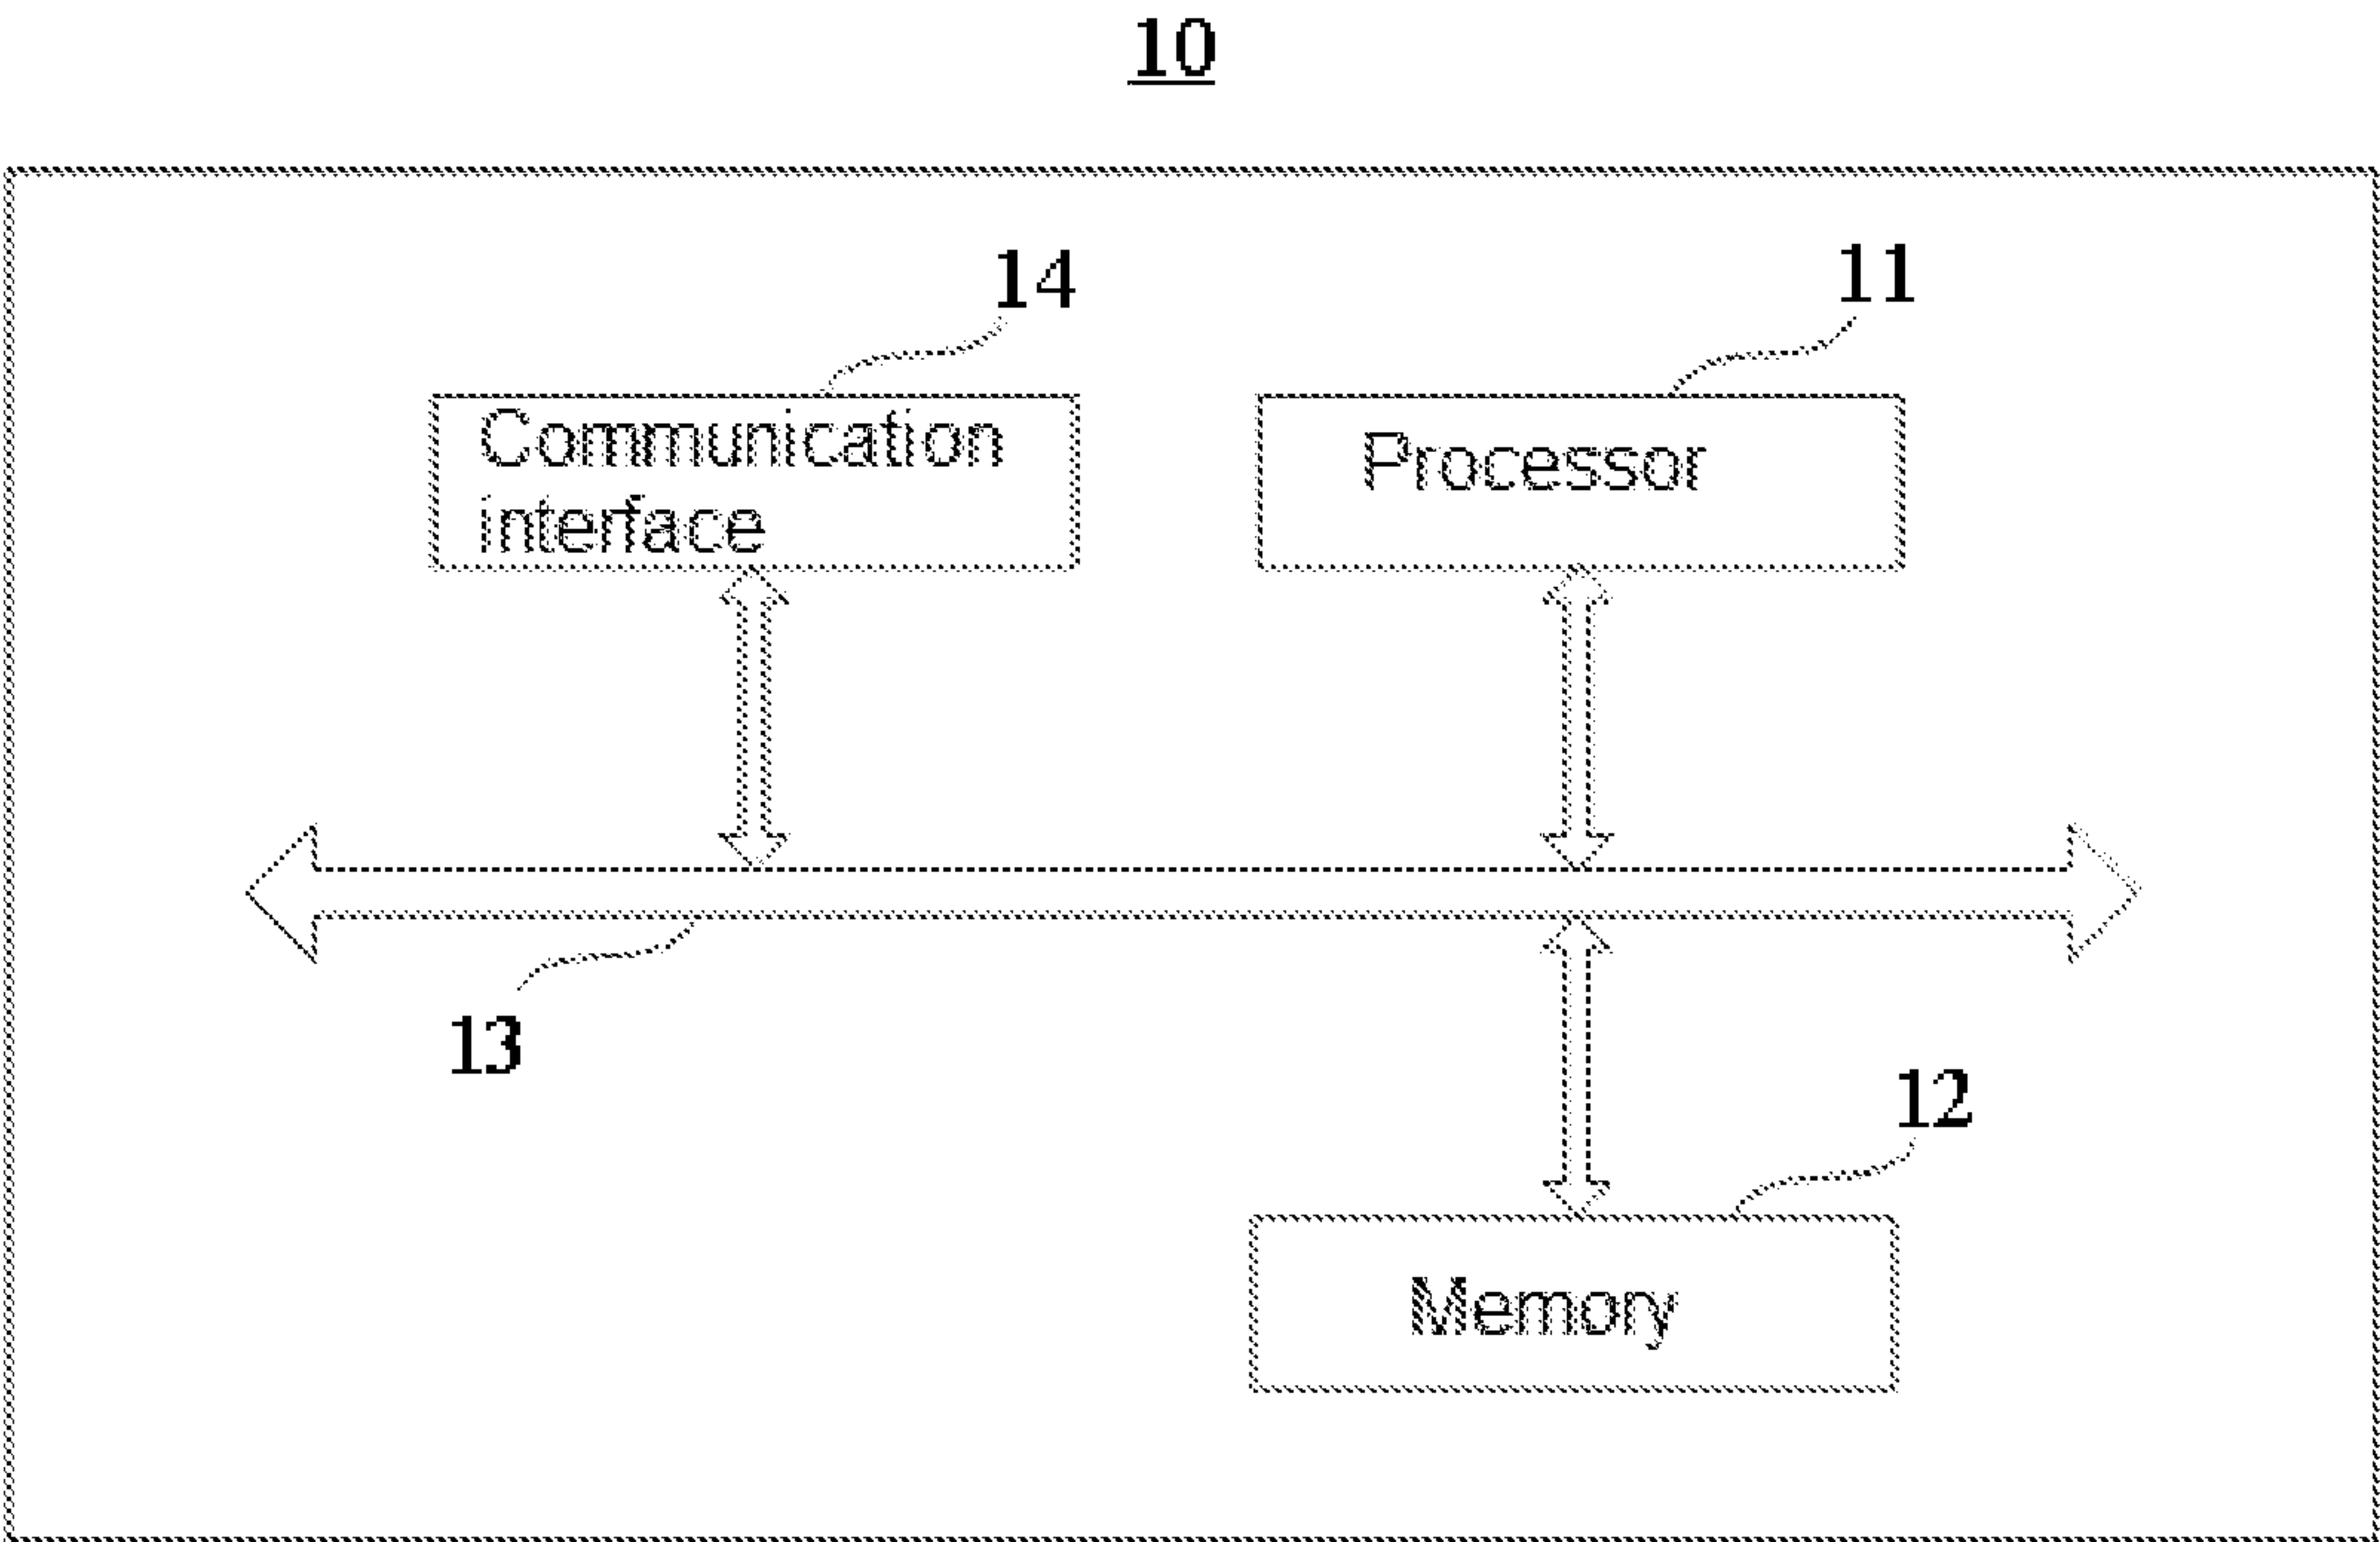 10
14
11
Communication
interface
Processor
13
12
Memory